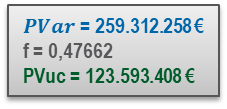 PVar = 259.312.258 €
f = 0,47662
PVuc = 123.593.408 €